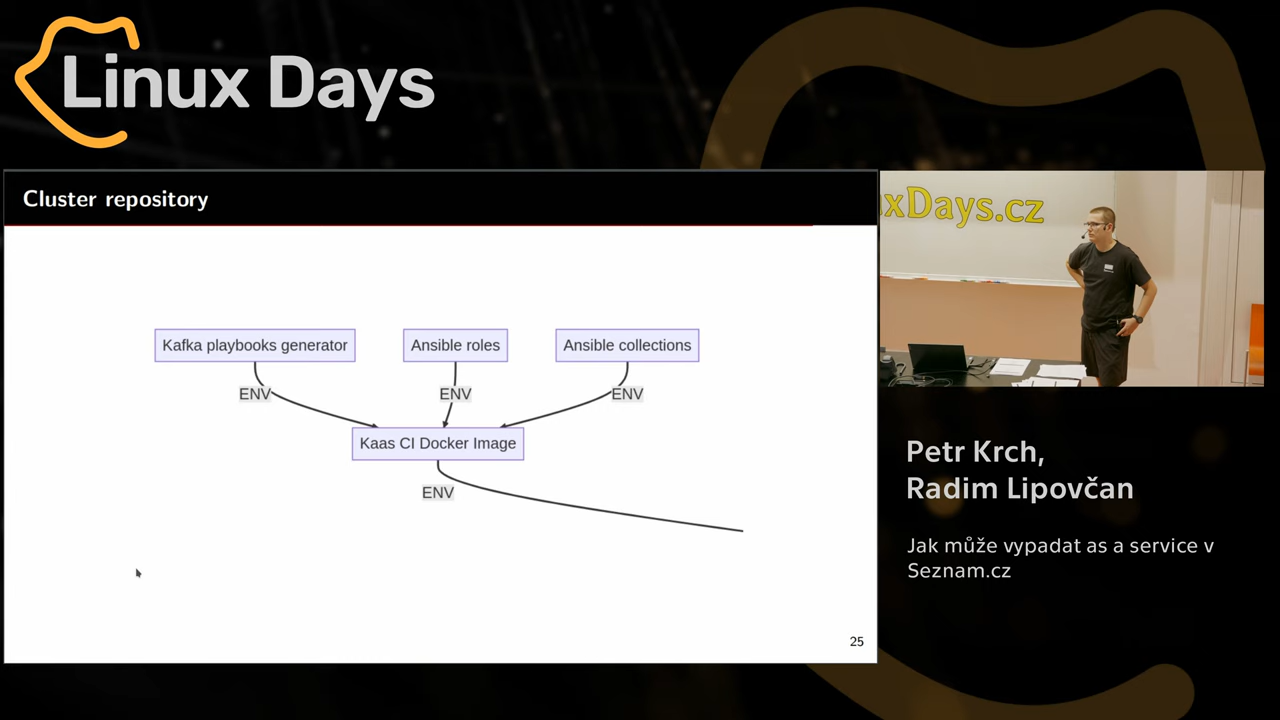 Linux Days
Cluster repository
xDays.cz
Kafka playbooks generator
Ansible roles
Ansible collections
ENV
ENV
ENV
Kaas CI Docker Image
ENV
25
Petr Krch,
Radim Lipovčan
Jak může vypadat as a service v
Seznam.cz